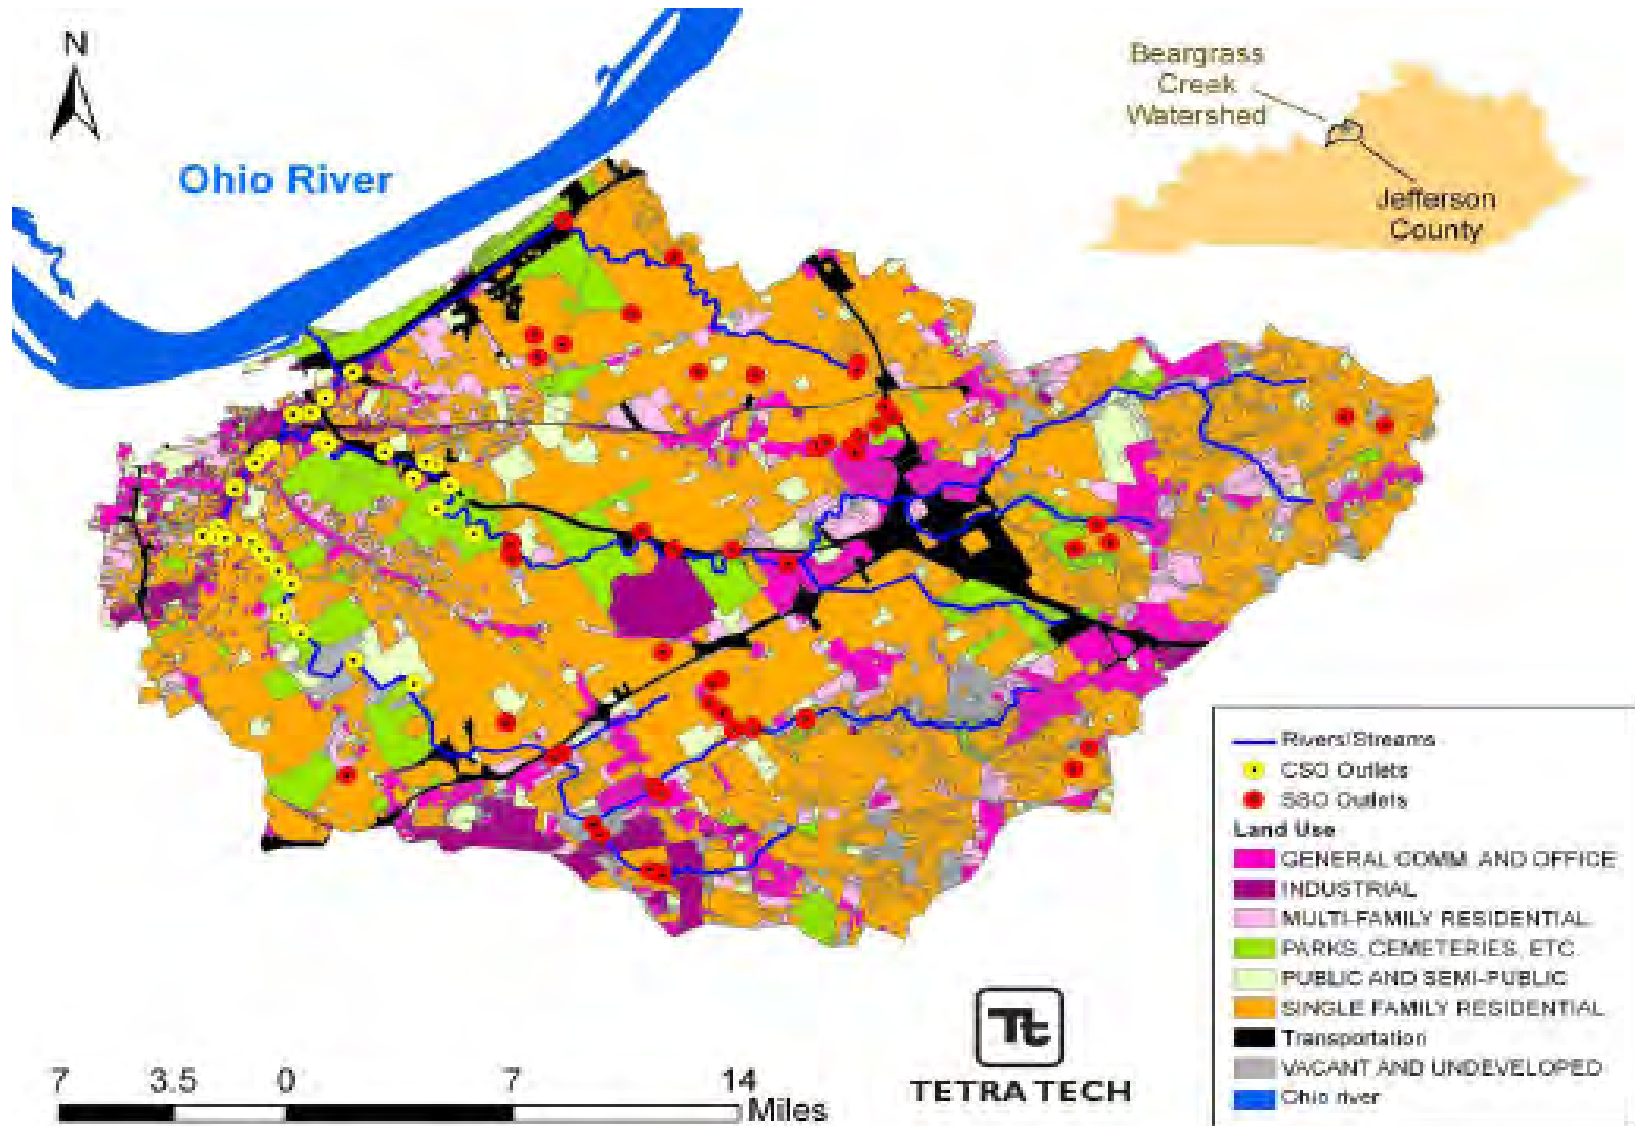 N
Ohio River
Beargrass
Creek
Watershed
Jefferson
County
Rivers/Streams
CSO Outlets
SSO Outlets
Land Use
GENERAL COMM. AND OFFICE
INDUSTRIAL
MULTI-FAMILY RESIDENTIAL
PARKS, CEMETERIES, ETC.
PUBLIC AND SEMI-PUBLIC
SINGLE FAMILY RESIDENTIAL
Transportation
VACANT AND UNDEVELOPED
Ohio river
Tt
TETRA TECH
7 3.5 0 7 14
Miles